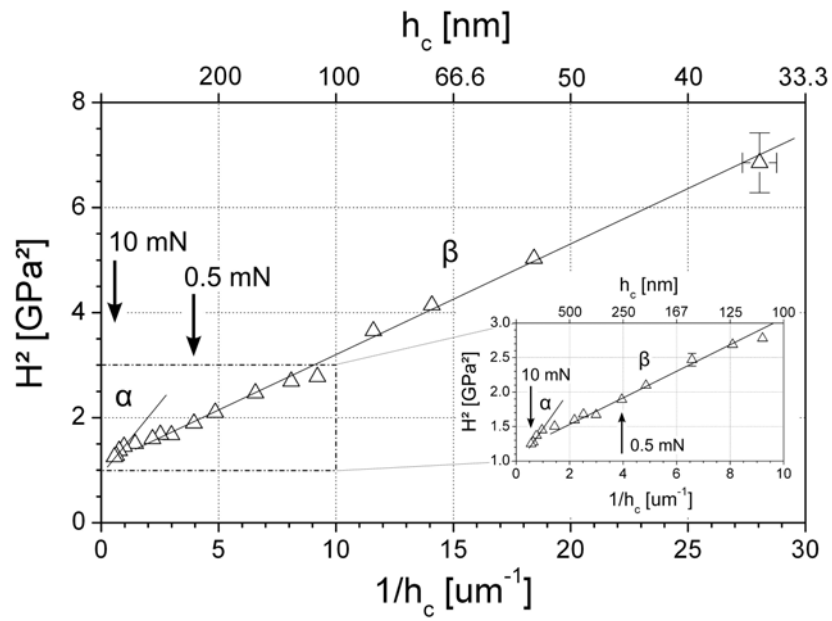 h_c [nm]
200 100 66.6 50 40 33.3
8
6
4
2
0
H² [GPa²]
10 mN
0.5 mN
α
β
h_c [nm]
500 250 167 125 100
3.0
2.5
2.0
1.5
1.0
H² [GPa²]
10 mN
α
β
0.5 mN
0 2 4 6 8 10
1/h_c [um⁻¹]
0 5 10 15 20 25 30
1/h_c [um⁻¹]